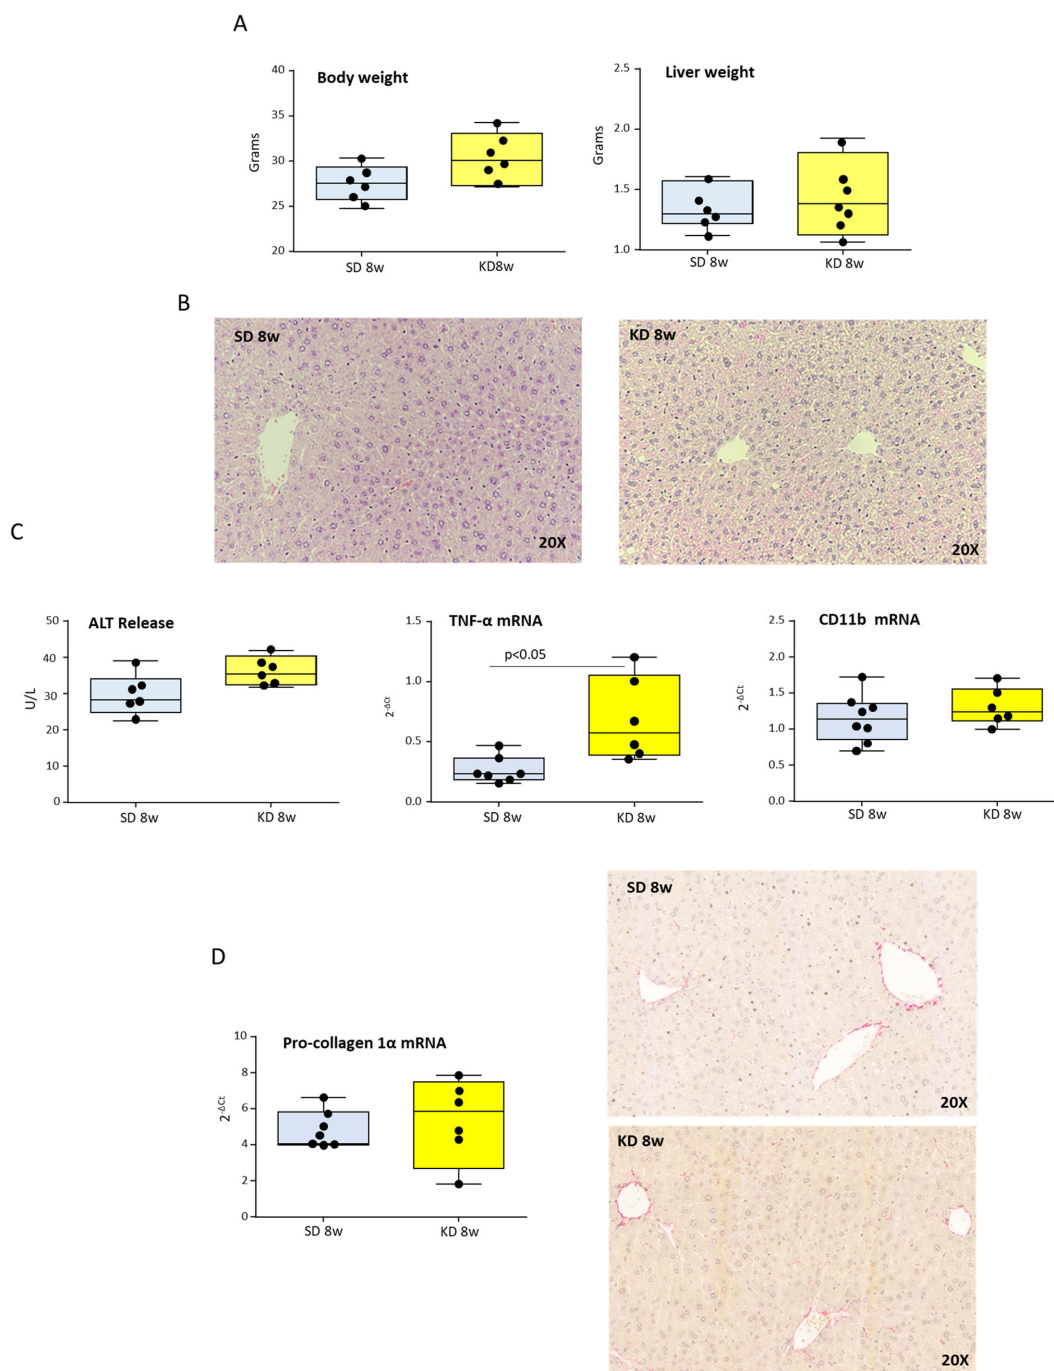 A
Body weight
Grams
40
35
30
25
20
SD 8w
KD8w
Liver weight
Grams
2.5
2.0
1.5
1.0
SD 8w
KD 8w
B
SD 8w
20X
KD 8w
20X
C
ALT Release
U/L
50
40
30
20
10
0
SD 8w
KD 8w
TNF-α mRNA
p<0.05
2^-ΔCt
1.5
1.0
0.5
0.0
SD 8w
KD 8w
CD11b mRNA
2^-ΔCt
2.5
2.0
1.5
1.0
0.5
0.0
SD 8w
KD 8w
D
Pro-collagen 1α mRNA
2^-ΔCt
10
8
6
4
2
0
SD 8w
KD 8w
SD 8w
20X
KD 8w
20X